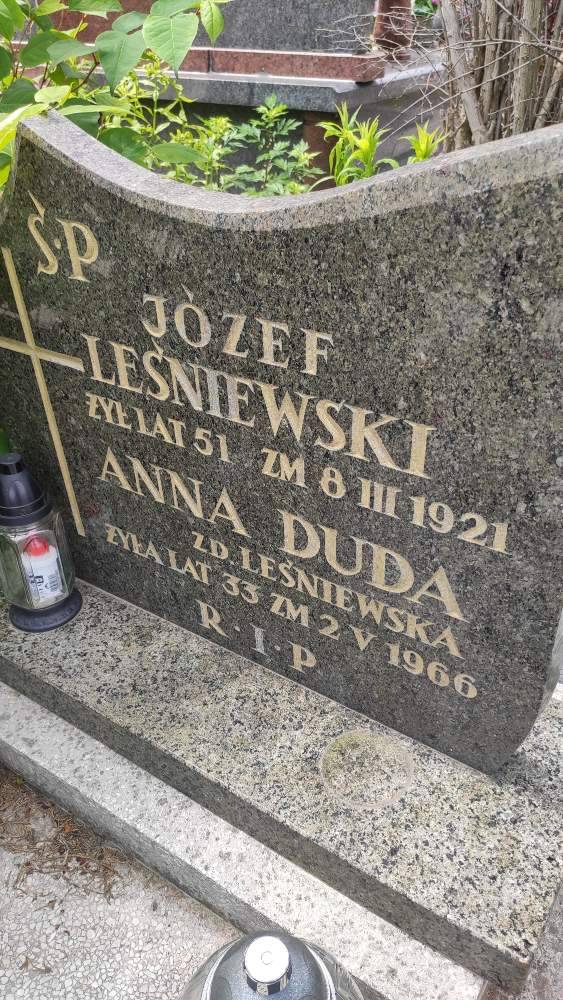 Ś·P
JÓZEF
LEŚNIEWSKI
ŻYŁ LAT 51 ZM 8 III 1921
ANNA DUDA
ZD. LEŚNIEWSKA
ŻYŁA LAT 33 ZM 2 V 1966
R·I·P